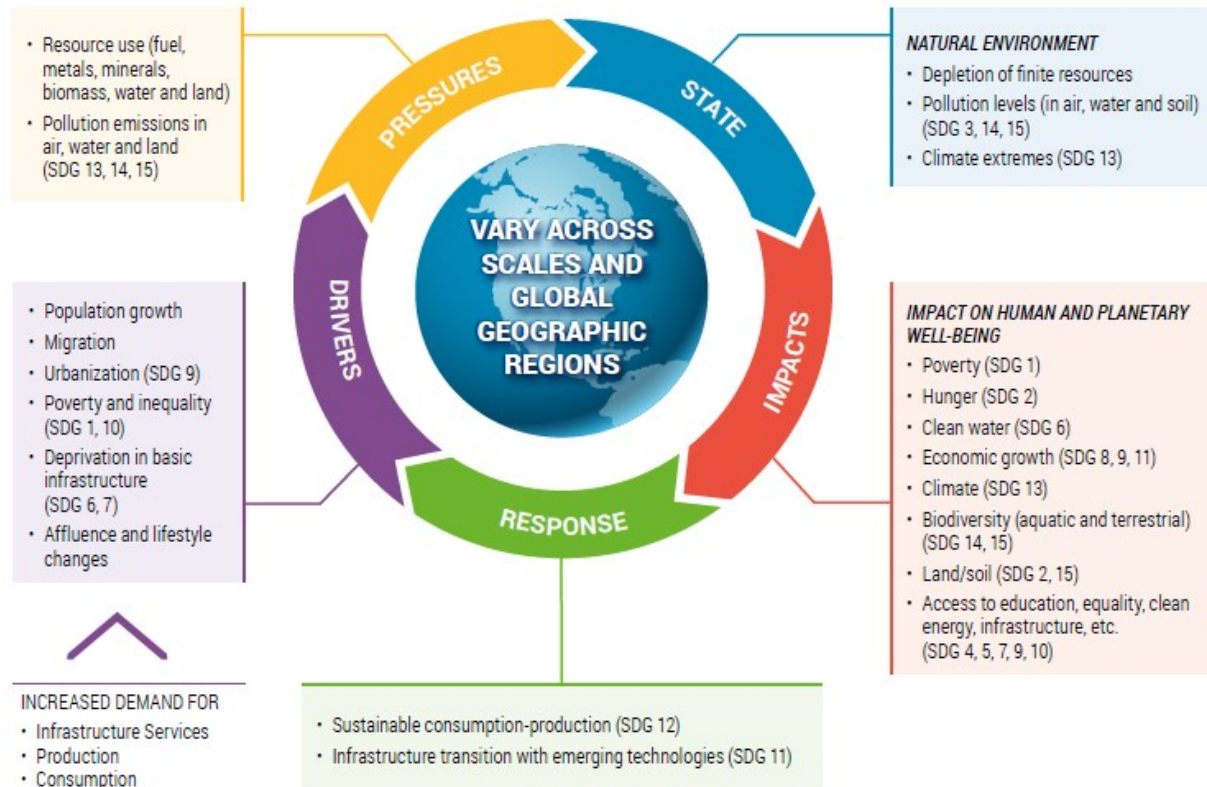 • Resource use (fuel,
metals, minerals,
biomass, water and land)
• Pollution emissions in
air, water and land
(SDG 13, 14, 15)
PRESSURES
STATE
NATURAL ENVIRONMENT
• Depletion of finite resources
• Pollution levels (in air, water and soil)
(SDG 3, 14, 15)
• Climate extremes (SDG 13)
VARY ACROSS
SCALES AND
GLOBAL
GEOGRAPHIC
REGIONS
• Population growth
• Migration
• Urbanization (SDG 9)
• Poverty and inequality
(SDG 1, 10)
• Deprivation in basic
infrastructure
(SDG 6, 7)
• Affluence and lifestyle
changes
DRIVERS
IMPACTS
IMPACT ON HUMAN AND PLANETARY
WELL-BEING
• Poverty (SDG 1)
• Hunger (SDG 2)
• Clean water (SDG 6)
• Economic growth (SDG 8, 9, 11)
• Climate (SDG 13)
• Biodiversity (aquatic and terrestrial)
(SDG 14, 15)
• Land/soil (SDG 2, 15)
• Access to education, equality, clean
energy, infrastructure, etc.
(SDG 4, 5, 7, 9, 10)
RESPONSE
INCREASED DEMAND FOR
• Infrastructure Services
• Production
• Consumption
• Sustainable consumption-production (SDG 12)
• Infrastructure transition with emerging technologies (SDG 11)